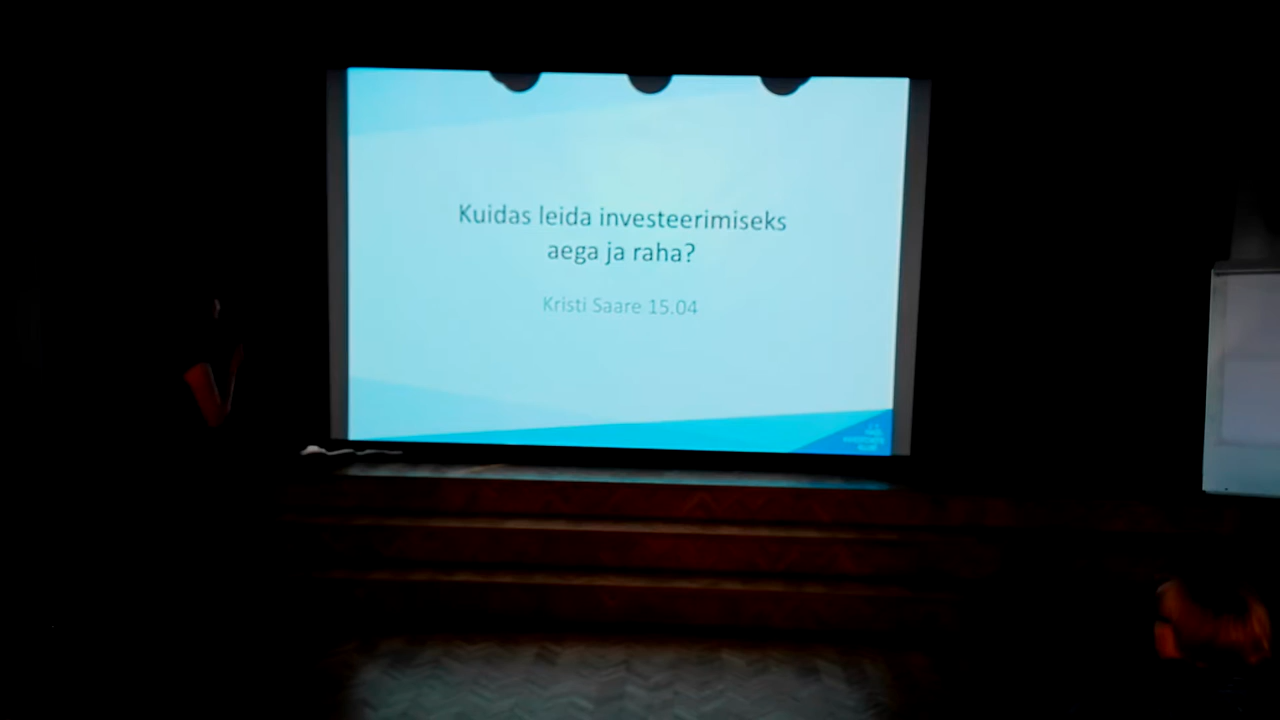 Kuidas leida investeerimiseks
aega ja raha?
Kristi Saare 15.04